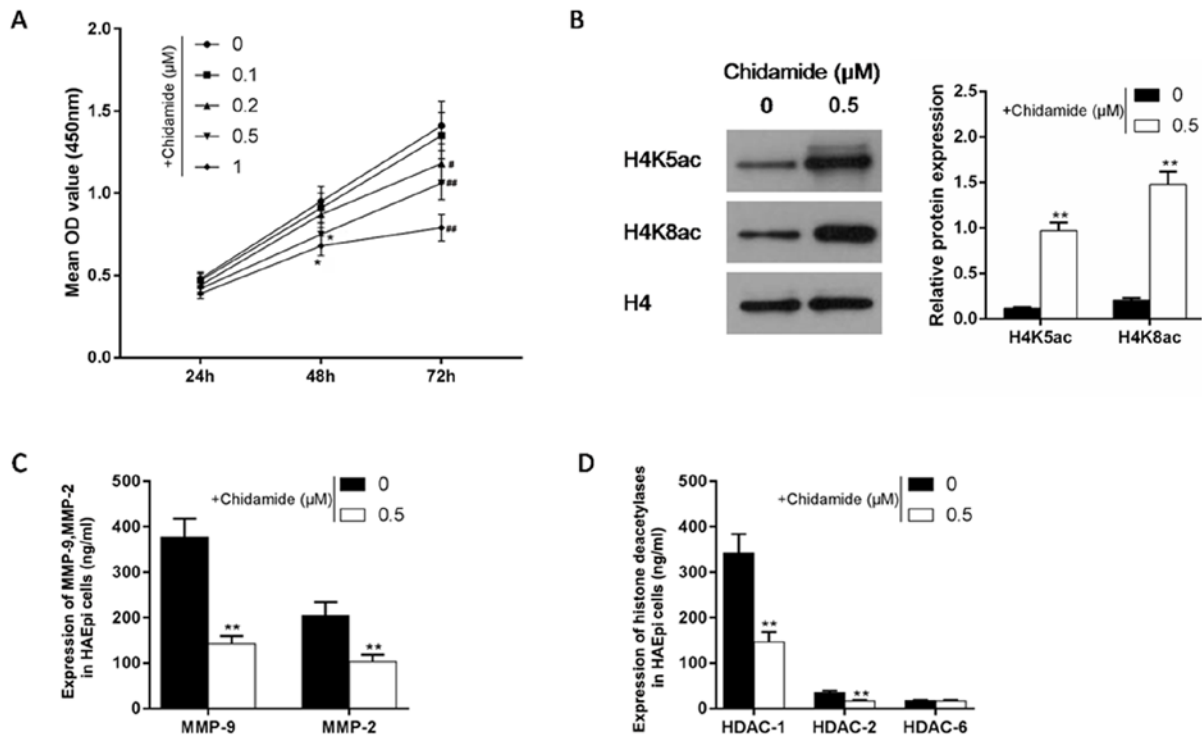 A
+Chidamide (μM)
0
0.1
0.2
0.5
1
Mean OD value (450nm)
2.0
1.5
1.0
0.5
0.0
#
##
##
*
*
24h
48h
72h
B
Chidamide (μM)
0 0.5
H4K5ac
H4K8ac
H4
+Chidamide (μM)
0
0.5
Relative protein expression
2.5
2.0
1.5
1.0
0.5
0.0
**
**
H4K5ac H4K8ac
C
+Chidamide (μM)
0
0.5
Expression of MMP-9,MMP-2
in HAEpi cells (ng/ml)
500
400
300
200
100
0
**
**
MMP-9 MMP-2
D
+Chidamide (μM)
0
0.5
Expression of histone deacetylases
in HAEpi cells (ng/ml)
500
400
300
200
100
0
**
**
HDAC-1 HDAC-2 HDAC-6